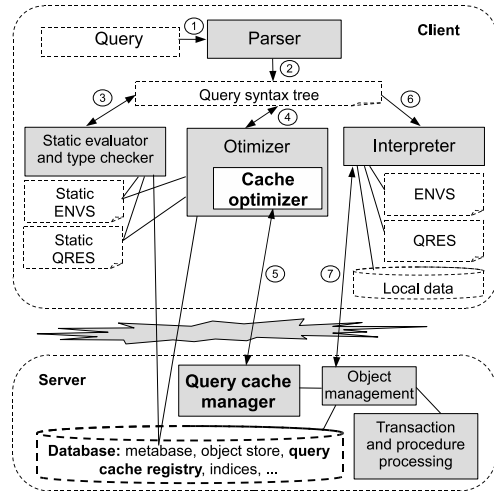 Query
1
Parser
Client
2
3
Query syntax tree
4
6
Static evaluator
and type checker
Otimizer
Interpreter
Cache
optimizer
Static
ENVS
ENVS
Static
QRES
QRES
5
7
Local data
Server
Query cache
manager
Object
management
Transaction
and procedure
processing
Database: metabase, object store, query
cache registry, indices, ...